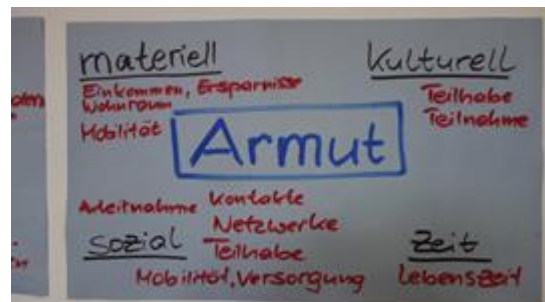 materiell
Einkommen, Ersparnisse
Wohnraum
Mobilität
Kulturell
Teilhabe
Teilnahme
Armut
Kontakte
Netzwerke
Teilhabe
Sozial
Mobilität, Versorgung
Zeit
Lebenszeit